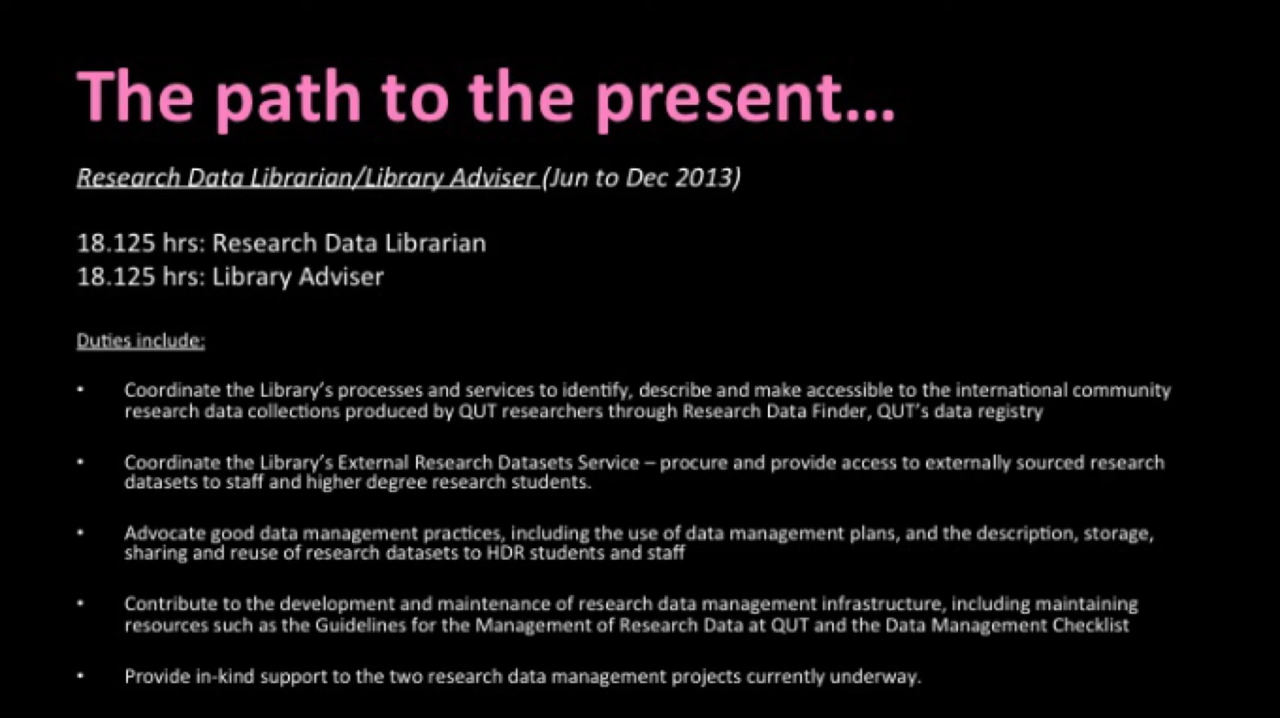 The path to the present...
Research Data Librarian/Library Adviser (Jun to Dec 2013)
18.125 hrs: Research Data Librarian
18.125 hrs: Library Adviser
Duties include:
• Coordinate the Library's processes and services to identify, describe and make accessible to the international community
research data collections produced by QUT researchers through Research Data Finder, QUT's data registry
• Coordinate the Library's External Research Datasets Service – procure and provide access to externally sourced research
datasets to staff and higher degree research students.
• Advocate good data management practices, including the use of data management plans, and the description, storage,
sharing and reuse of research datasets to HDR students and staff
• Contribute to the development and maintenance of research data management infrastructure, including maintaining
resources such as the Guidelines for the Management of Research Data at QUT and the Data Management Checklist
• Provide in-kind support to the two research data management projects currently underway.